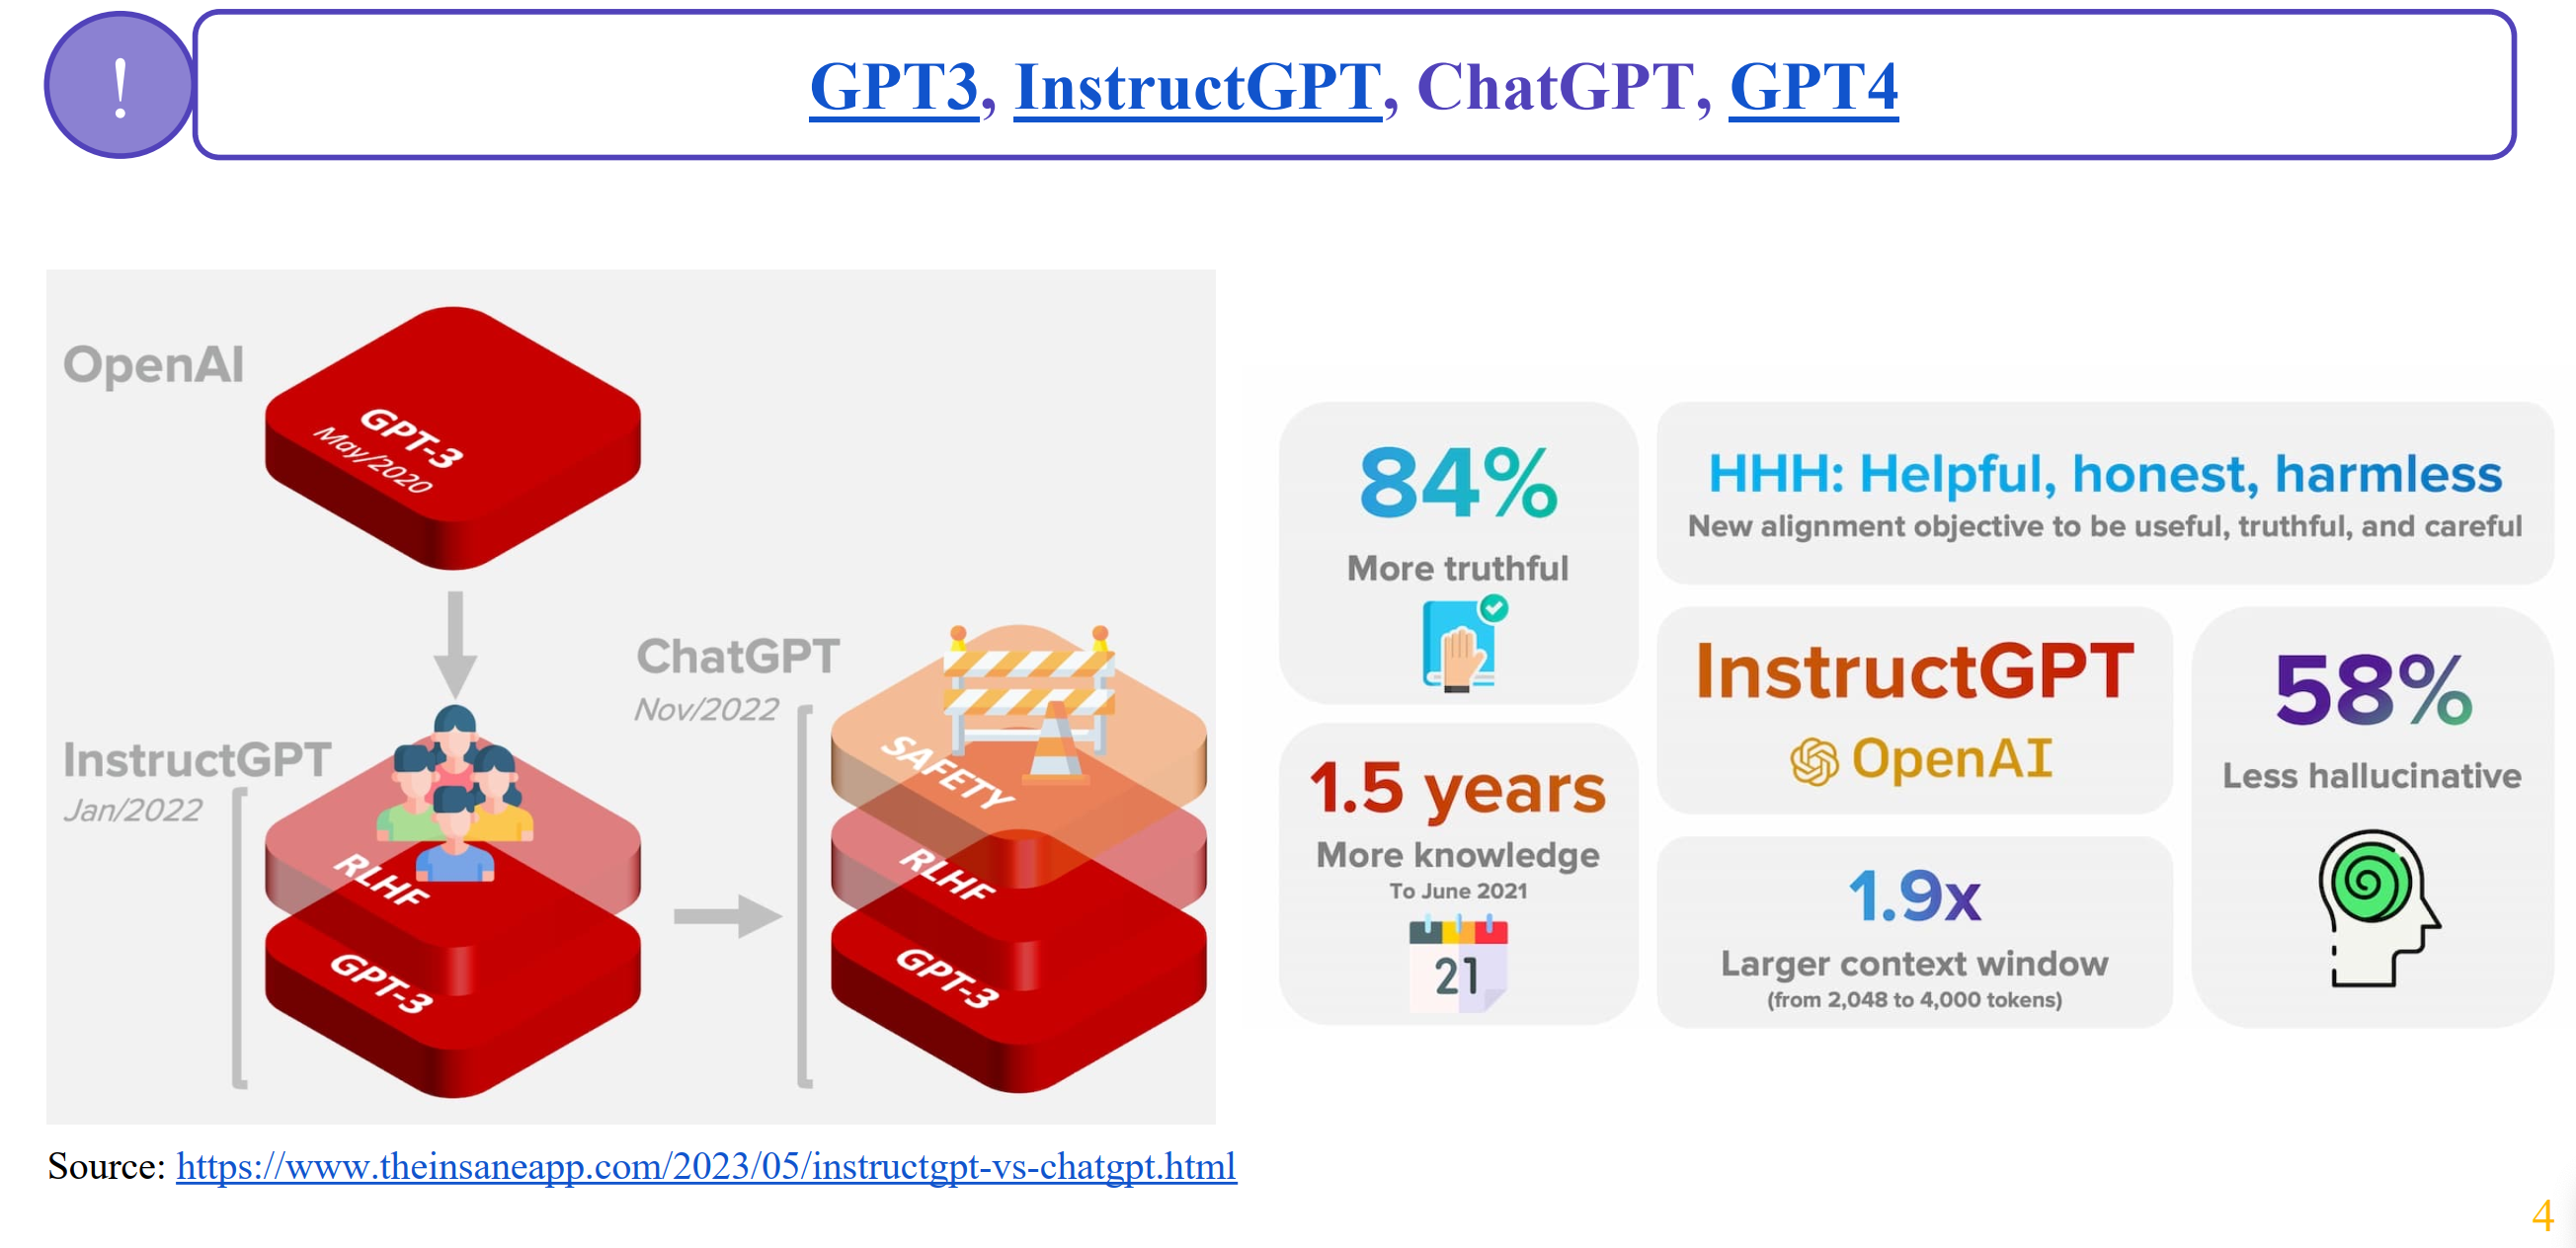 !
GPT3, InstructGPT, ChatGPT, GPT4
OpenAI
GPT-3
May/2020
InstructGPT
Jan/2022
RLHF
GPT-3
ChatGPT
Nov/2022
SAFETY
RLHF
GPT-3
84%
More truthful
HHH: Helpful, honest, harmless
New alignment objective to be useful, truthful, and careful
1.5 years
More knowledge
To June 2021
21
InstructGPT
OpenAI
1.9x
Larger context window
(from 2,048 to 4,000 tokens)
58%
Less hallucinative
Source: https://www.theinsaneapp.com/2023/05/instructgpt-vs-chatgpt.html
4